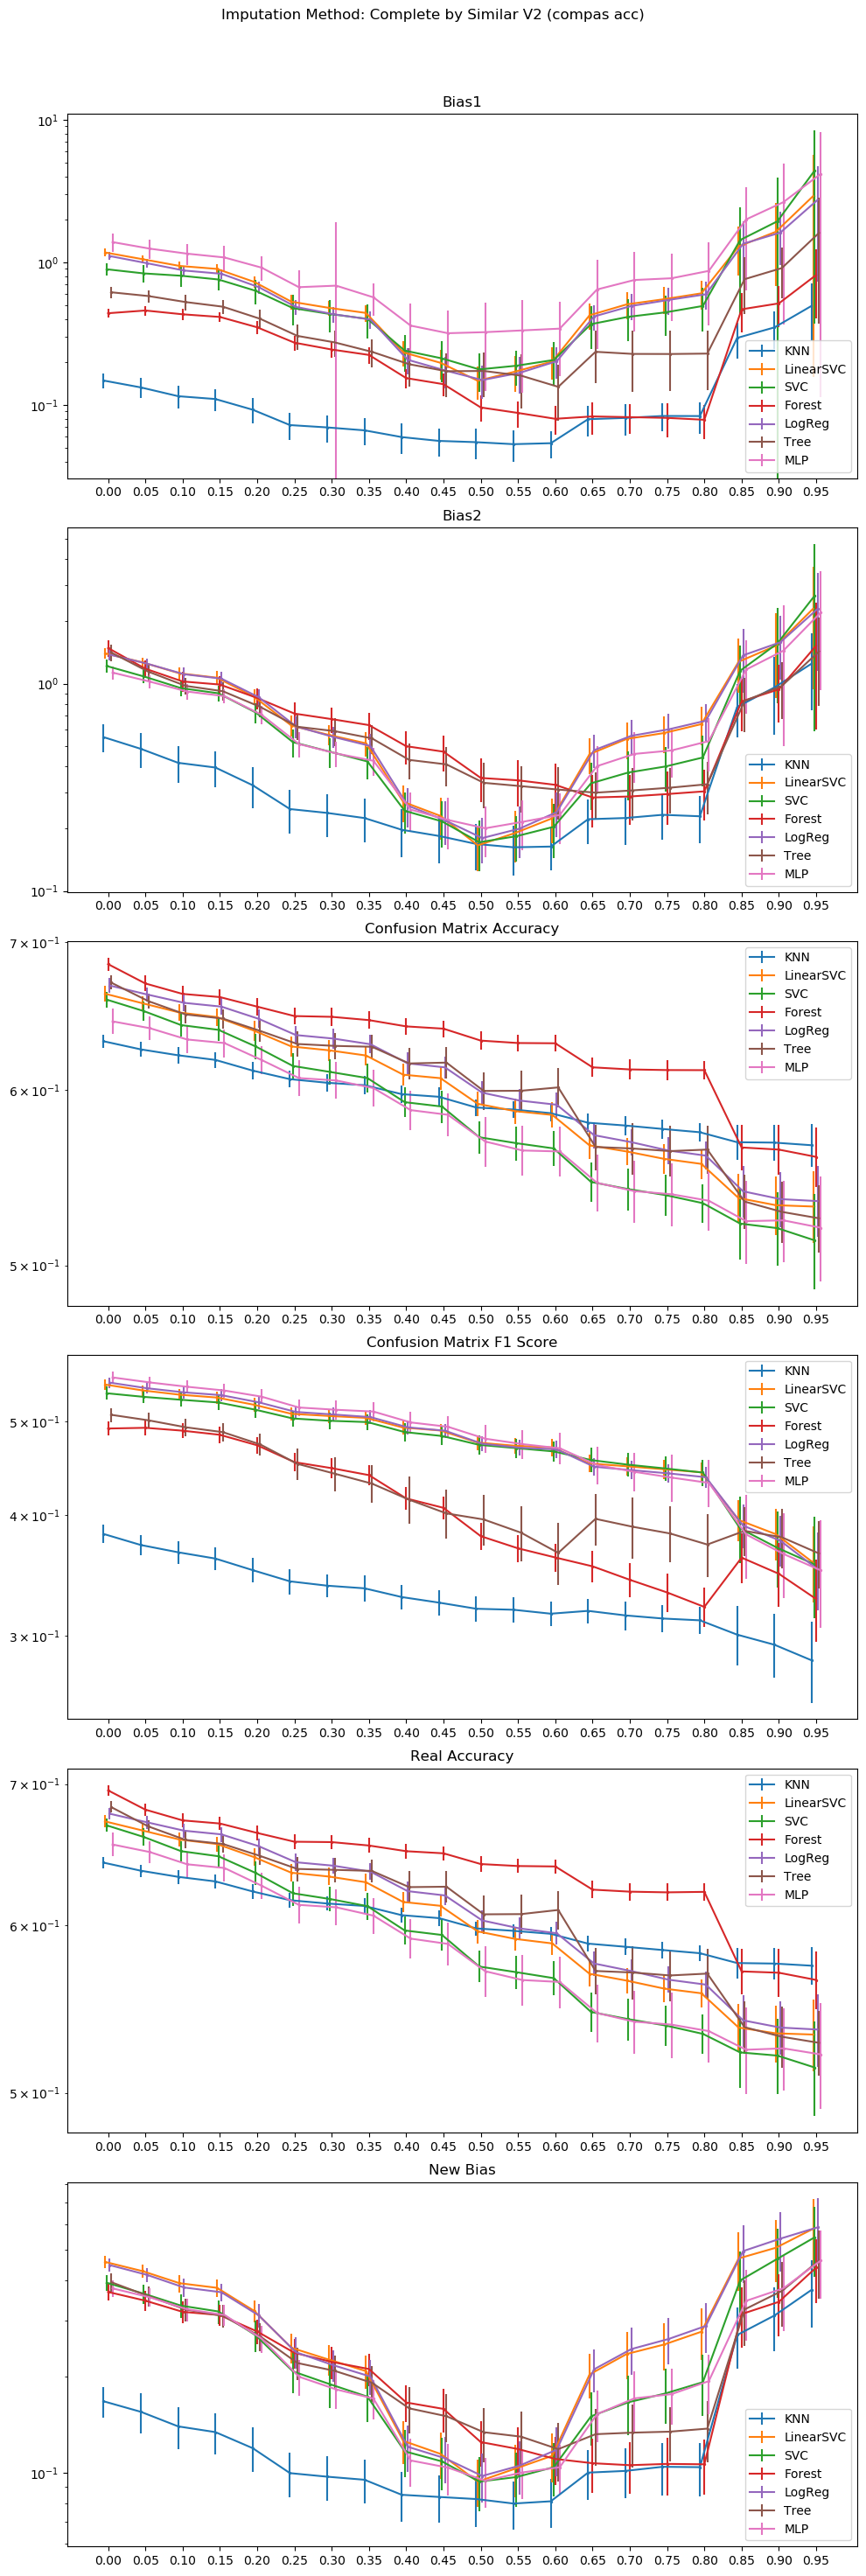 Imputation Method: Complete by Similar V2 (compas acc)
Bias1
10^1
10^0
10^-1
KNN
LinearSVC
SVC
Forest
LogReg
Tree
MLP
0.00 0.05 0.10 0.15 0.20 0.25 0.30 0.35 0.40 0.45 0.50 0.55 0.60 0.65 0.70 0.75 0.80 0.85 0.90 0.95
Bias2
10^0
10^-1
KNN
LinearSVC
SVC
Forest
LogReg
Tree
MLP
0.00 0.05 0.10 0.15 0.20 0.25 0.30 0.35 0.40 0.45 0.50 0.55 0.60 0.65 0.70 0.75 0.80 0.85 0.90 0.95
Confusion Matrix Accuracy
7 × 10^-1
6 × 10^-1
5 × 10^-1
KNN
LinearSVC
SVC
Forest
LogReg
Tree
MLP
0.00 0.05 0.10 0.15 0.20 0.25 0.30 0.35 0.40 0.45 0.50 0.55 0.60 0.65 0.70 0.75 0.80 0.85 0.90 0.95
Confusion Matrix F1 Score
5 × 10^-1
4 × 10^-1
3 × 10^-1
KNN
LinearSVC
SVC
Forest
LogReg
Tree
MLP
0.00 0.05 0.10 0.15 0.20 0.25 0.30 0.35 0.40 0.45 0.50 0.55 0.60 0.65 0.70 0.75 0.80 0.85 0.90 0.95
Real Accuracy
7 × 10^-1
6 × 10^-1
5 × 10^-1
KNN
LinearSVC
SVC
Forest
LogReg
Tree
MLP
0.00 0.05 0.10 0.15 0.20 0.25 0.30 0.35 0.40 0.45 0.50 0.55 0.60 0.65 0.70 0.75 0.80 0.85 0.90 0.95
New Bias
10^-1
KNN
LinearSVC
SVC
Forest
LogReg
Tree
MLP
0.00 0.05 0.10 0.15 0.20 0.25 0.30 0.35 0.40 0.45 0.50 0.55 0.60 0.65 0.70 0.75 0.80 0.85 0.90 0.95